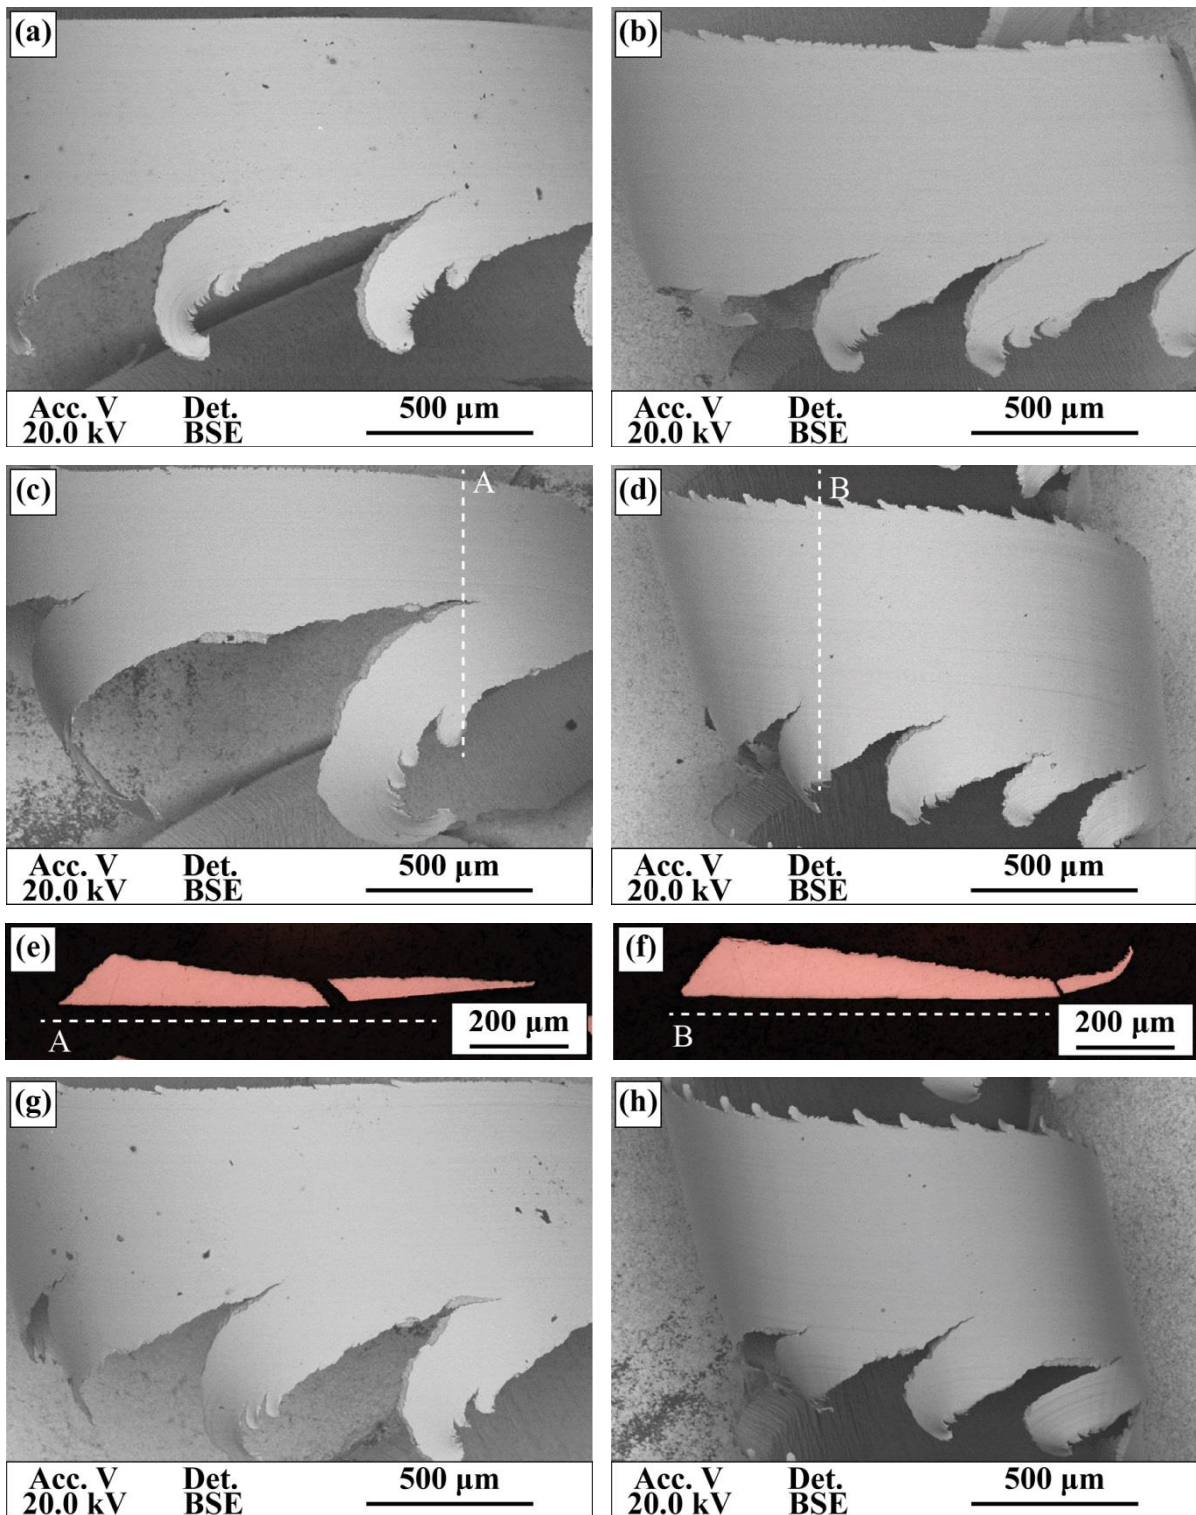 (a)
Acc. V Det. 500 µm
20.0 kV BSE
(b)
Acc. V Det. 500 µm
20.0 kV BSE
(c)
A
Acc. V Det. 500 µm
20.0 kV BSE
(d)
B
Acc. V Det. 500 µm
20.0 kV BSE
(e)
A
200 µm
(f)
B
200 µm
(g)
Acc. V Det. 500 µm
20.0 kV BSE
(h)
Acc. V Det. 500 µm
20.0 kV BSE